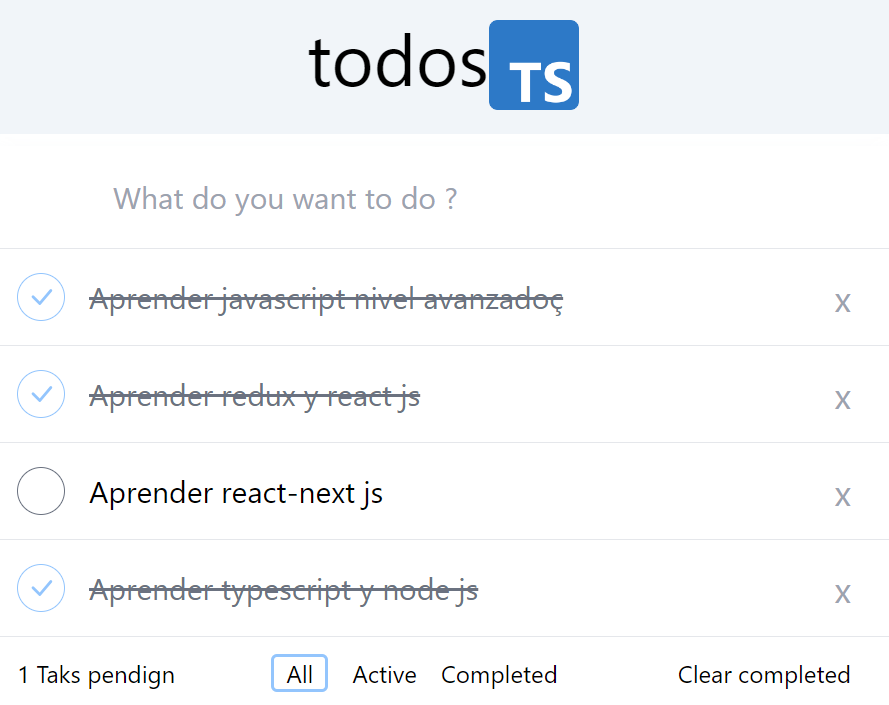 todos TS
What do you want to do ?
Aprender javascript nivel avanzadoç x
Aprender redux y react js x
Aprender react-next js x
Aprender typescript y node js x
1 Taks pendign All Active Completed Clear completed